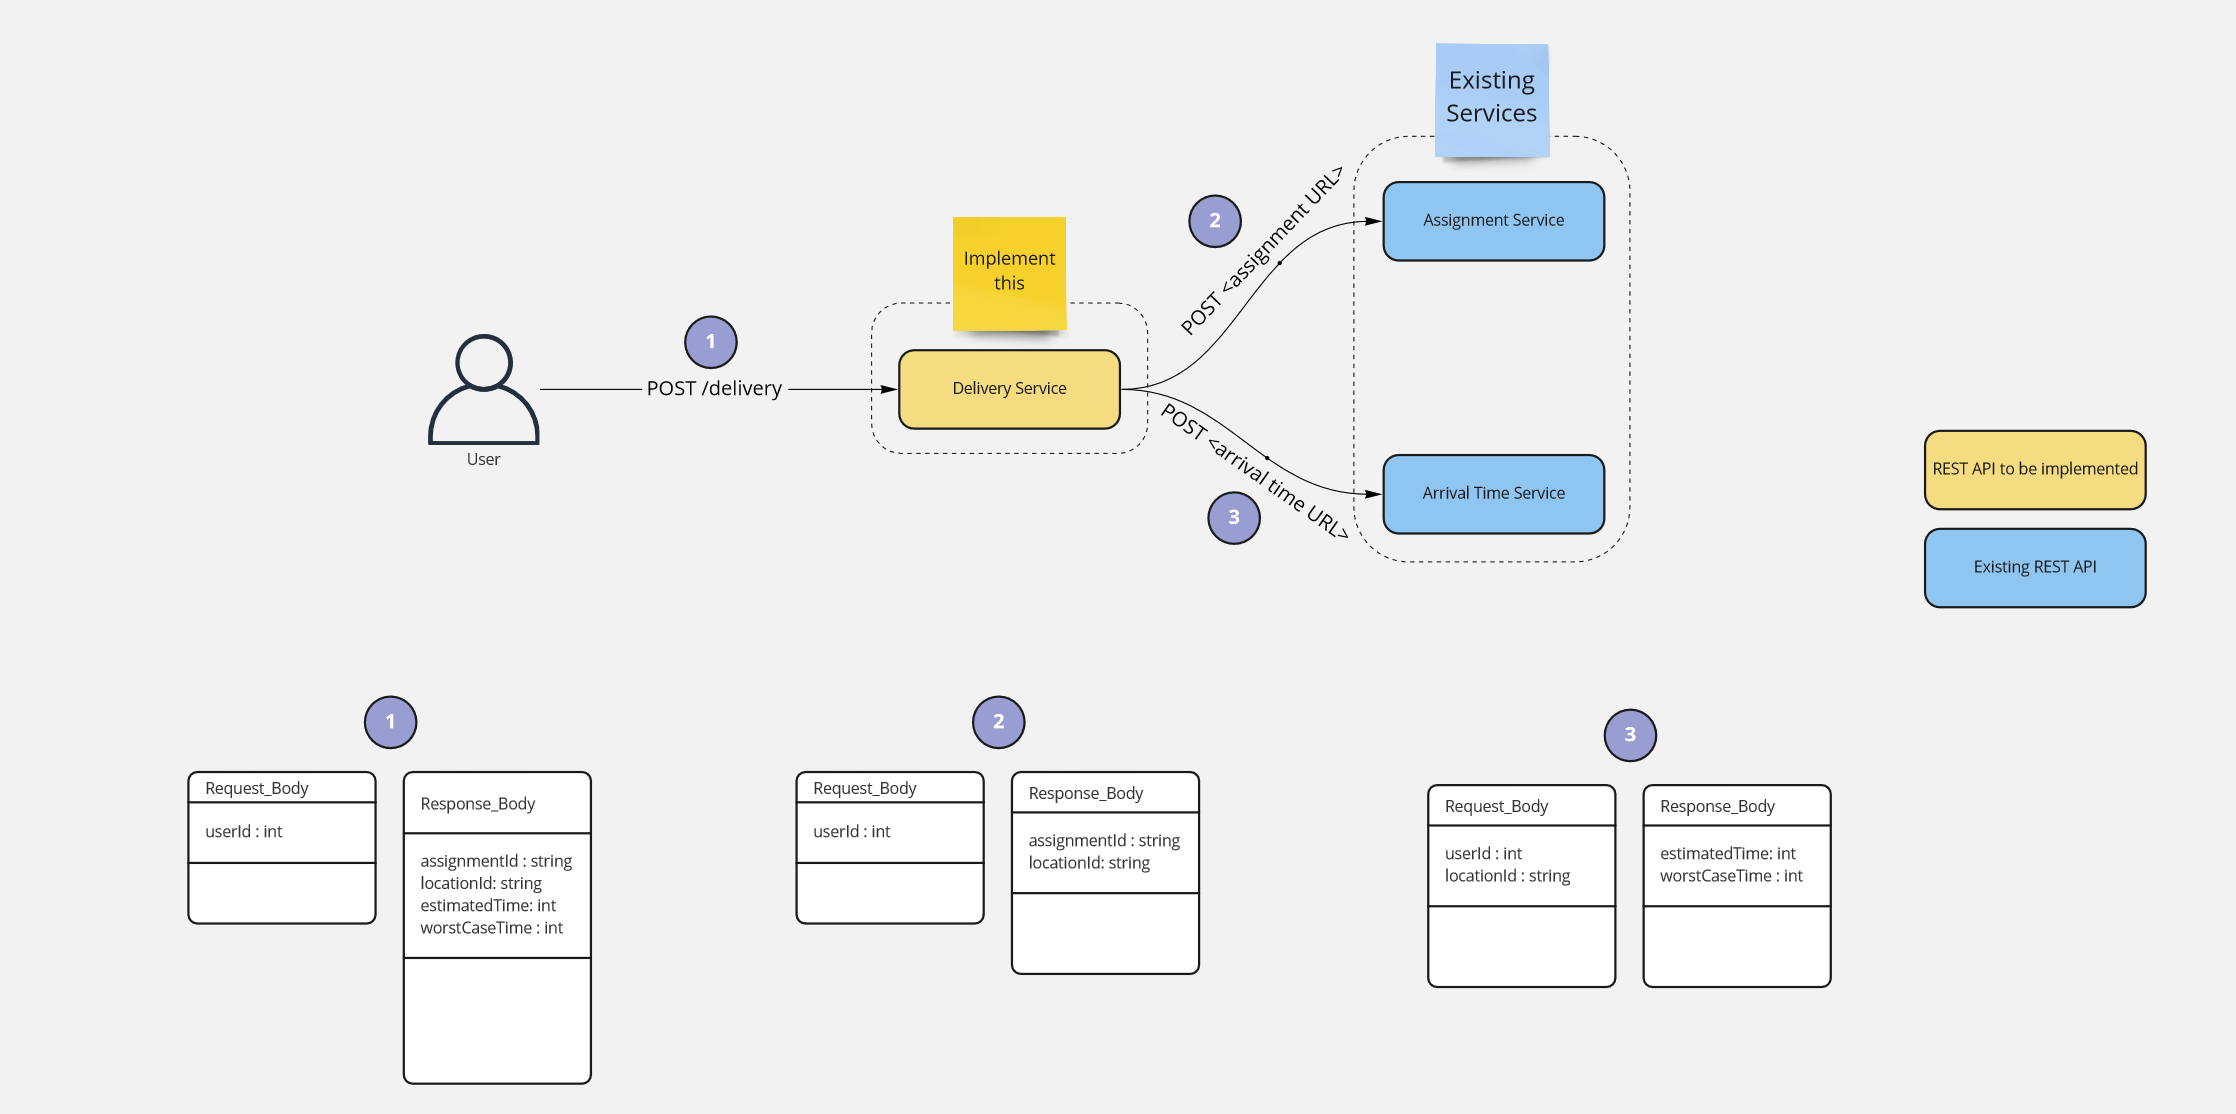 Existing
Services
Assignment Service
POST <assignment URL>
2
Implement
this
1
POST /delivery
Delivery Service
User
POST <arrival time URL>
3
Arrival Time Service
REST API to be implemented
Existing REST API
1
Request_Body
userId : int
Response_Body
assignmentId : string
locationId: string
estimatedTime: int
worstCaseTime : int
2
Request_Body
userId : int
Response_Body
assignmentId : string
locationId: string
3
Request_Body
userId : int
locationId : string
Response_Body
estimatedTime: int
worstCaseTime : int